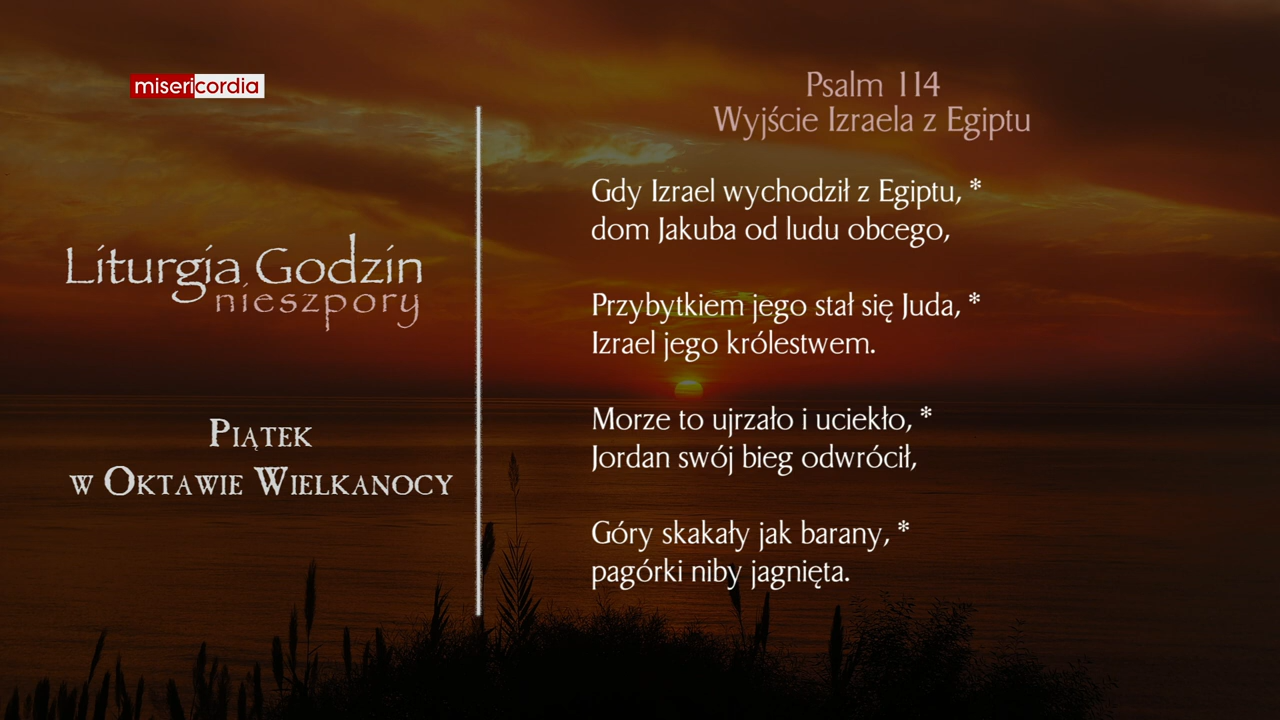 misericordia
Liturgia Godzin
nieszpory
Piątek
w Oktawie Wielkanocy
Psalm 114
Wyjście Izraela z Egiptu
Gdy Izrael wychodził z Egiptu, *
dom Jakuba od ludu obcego,
Przybytkiem jego stał się Juda, *
Izrael jego królestwem.
Morze to ujrzało i uciekło, *
Jordan swój bieg odwrócił,
Góry skakały jak barany, *
pagórki niby jagnięta.